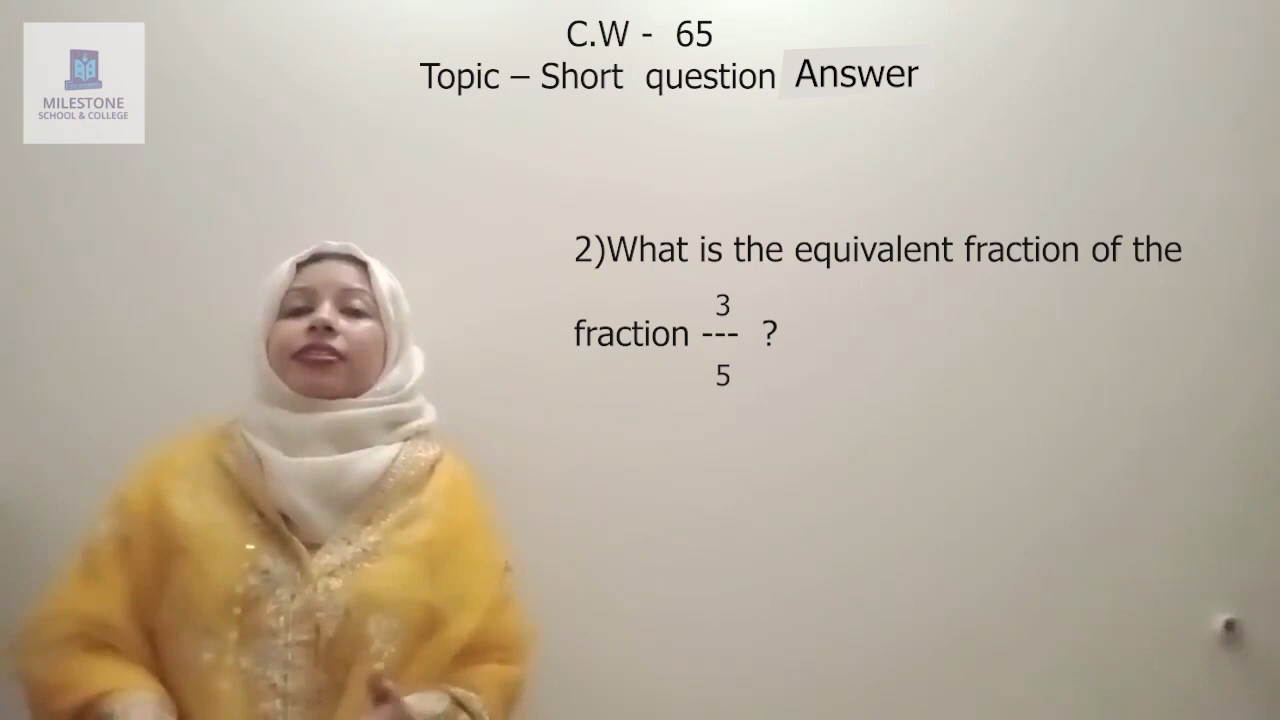 MILESTONE
SCHOOL & COLLEGE
C.W - 65
Topic – Short question Answer
2)What is the equivalent fraction of the
3
fraction --- ?
5